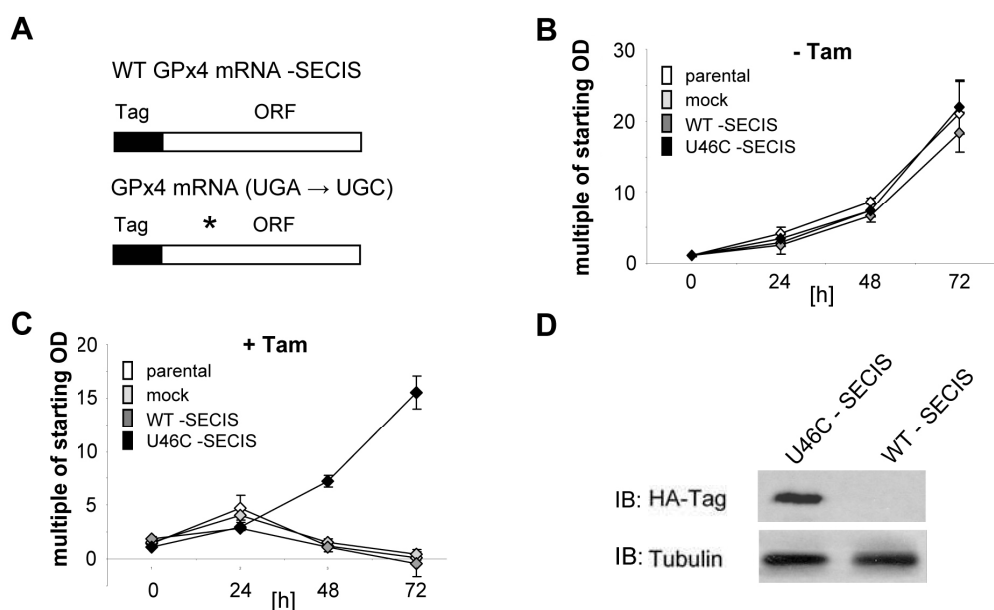 A
WT GPx4 mRNA -SECIS
Tag ORF
GPx4 mRNA (UGA → UGC)
Tag * ORF
B
- Tam
multiple of starting OD
30
20
10
0
parental
mock
WT -SECIS
U46C -SECIS
0 24 48 72
[h]
C
+ Tam
multiple of starting OD
20
15
10
5
0
parental
mock
WT -SECIS
U46C -SECIS
0 24 48 72
[h]
D
U46C - SECIS
WT - SECIS
IB: HA-Tag
IB: Tubulin